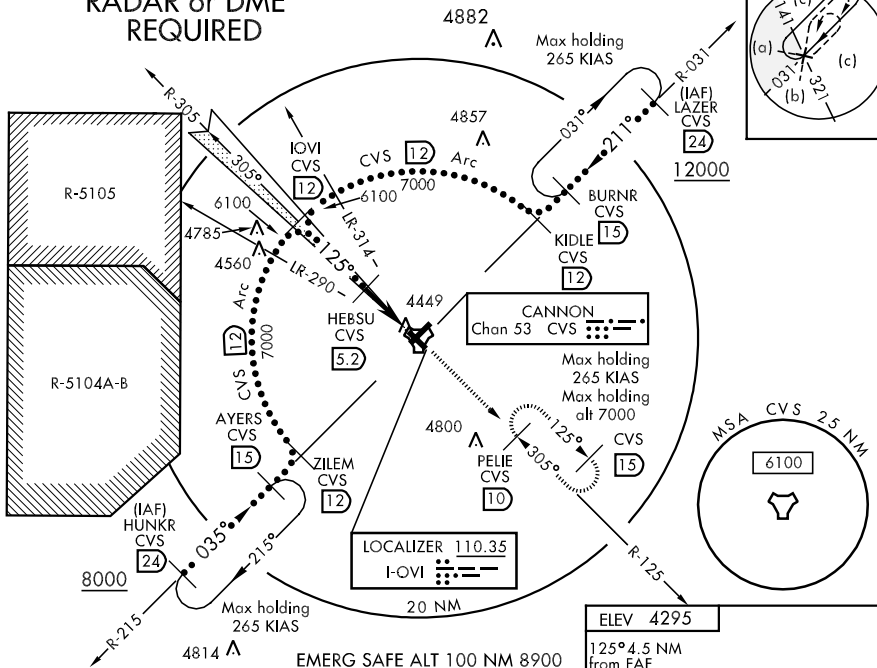 RADAR or DME
REQUIRED
4882
Max holding
265 KIAS
R-031
(IAF)
LAZER
CVS
24
12000
141
(c)
(a)
031
(b)
321
(c)
R-305
305°
IOVI
CVS
12
4857
CVS 12 Arc
7000
6100
LR-314
031°
211°
BURNR
CVS
15
KIDLE
CVS
12
R-5105
6100
4785
4560
LR-290
125°
Arc
12
7000
CVS
HEBSU
CVS
5.2
4449
CANNON
Chan 53 CVS
Max holding
265 KIAS
Max holding
alt 7000
R-5104A-B
AYERS
CVS
15
ZILEM
CVS
12
4800
125°
305°
CVS
15
PELIE
CVS
10
MSA CVS 25 NM
6100
(IAF)
HUNKR
CVS
24
8000
035°
215°
R-215
LOCALIZER 110.35
I-OVI
R-125
20 NM
Max holding
265 KIAS
4814
EMERG SAFE ALT 100 NM 8900
ELEV 4295
125° 4.5 NM
from FAF